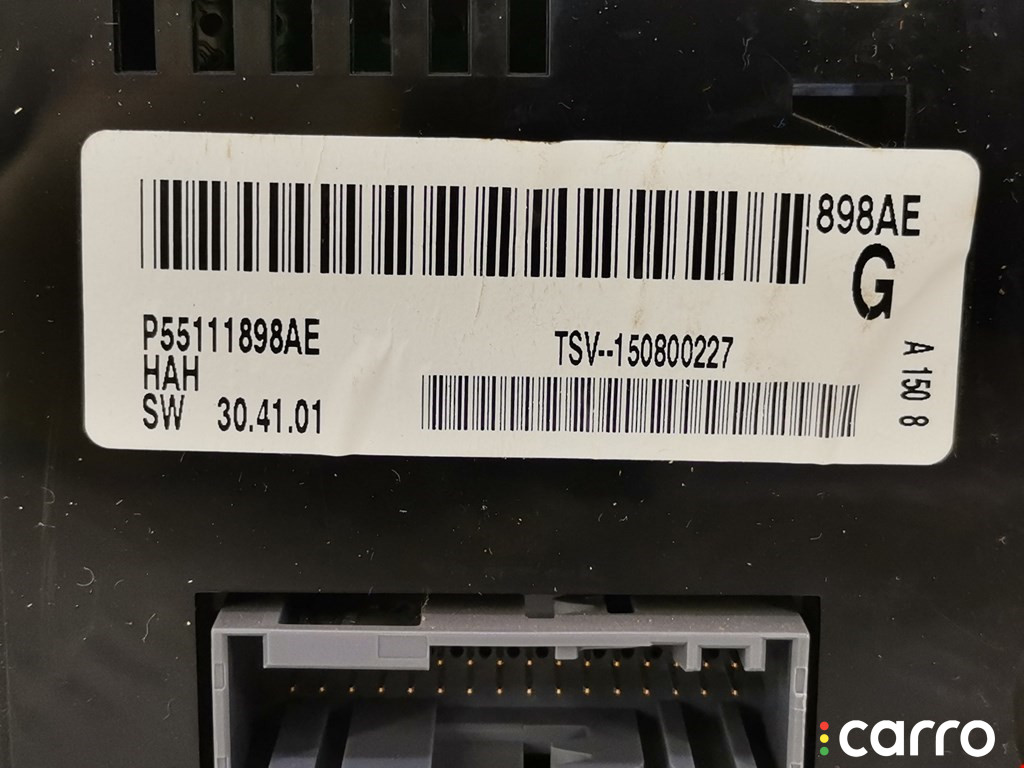 898AE
G
P55111898AE
HAH
SW 30.41.01
TSV--150800227
A 150 8
carro